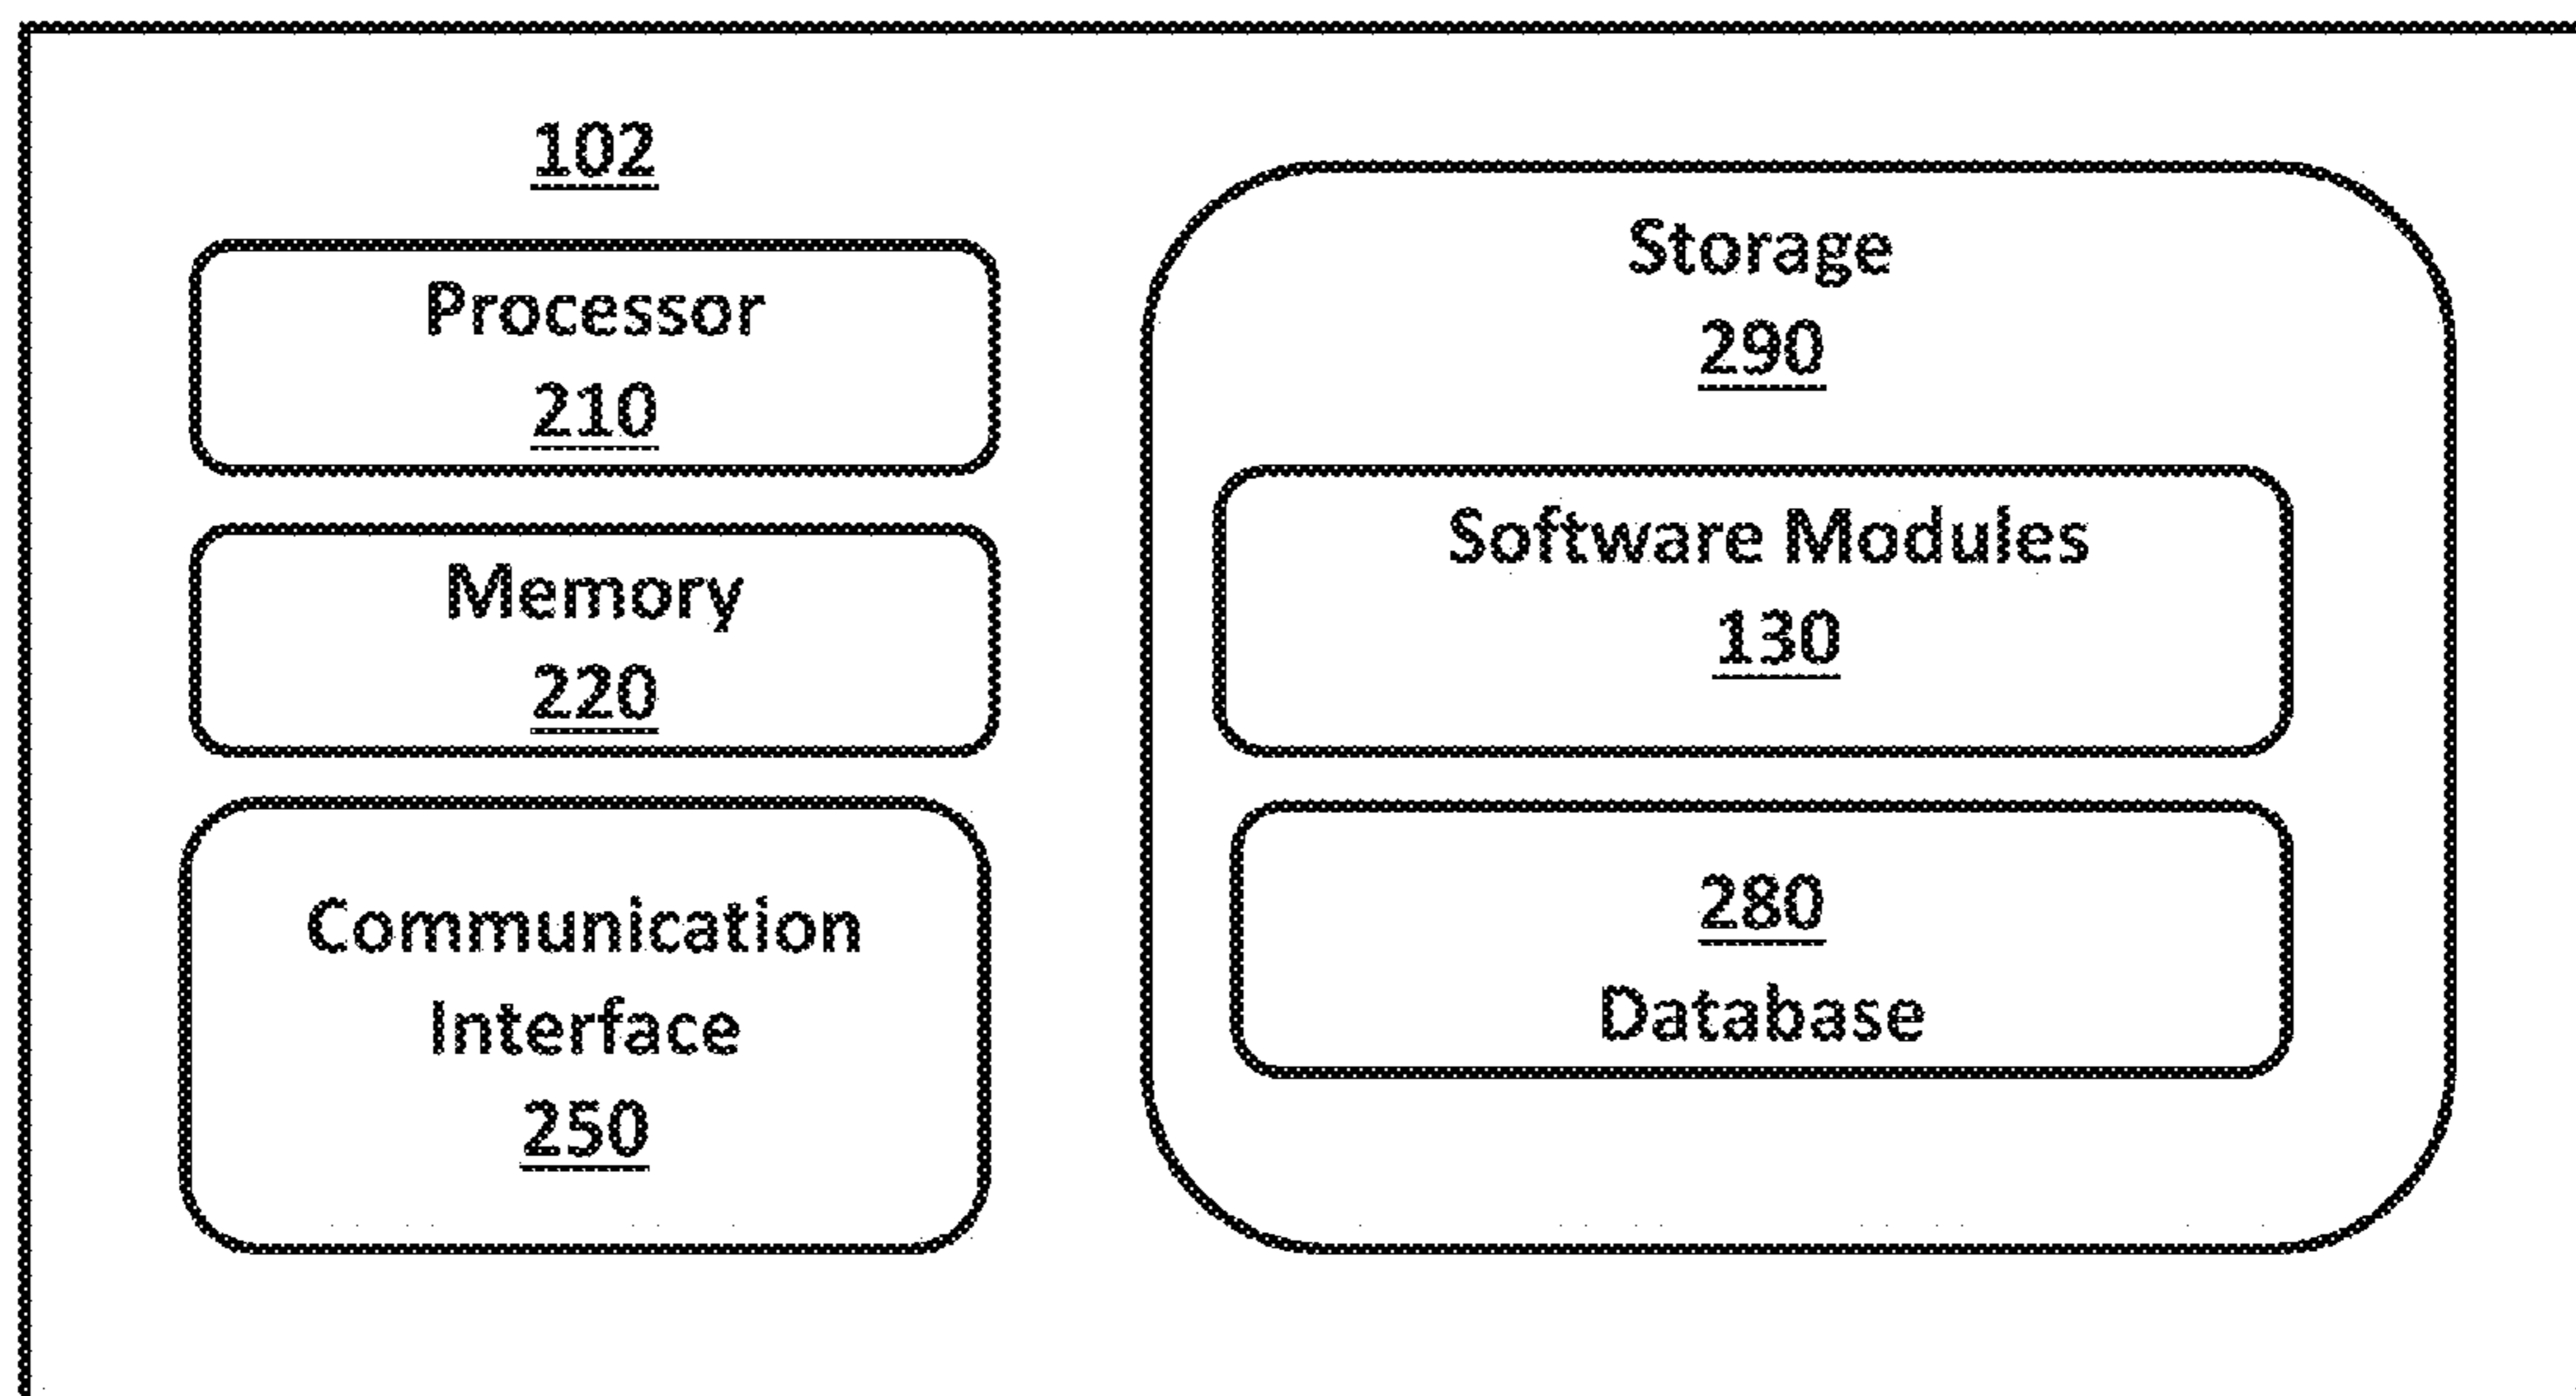 102
Processor
210
Memory
220
Communication
Interface
250
Storage
290
Software Modules
130
280
Database